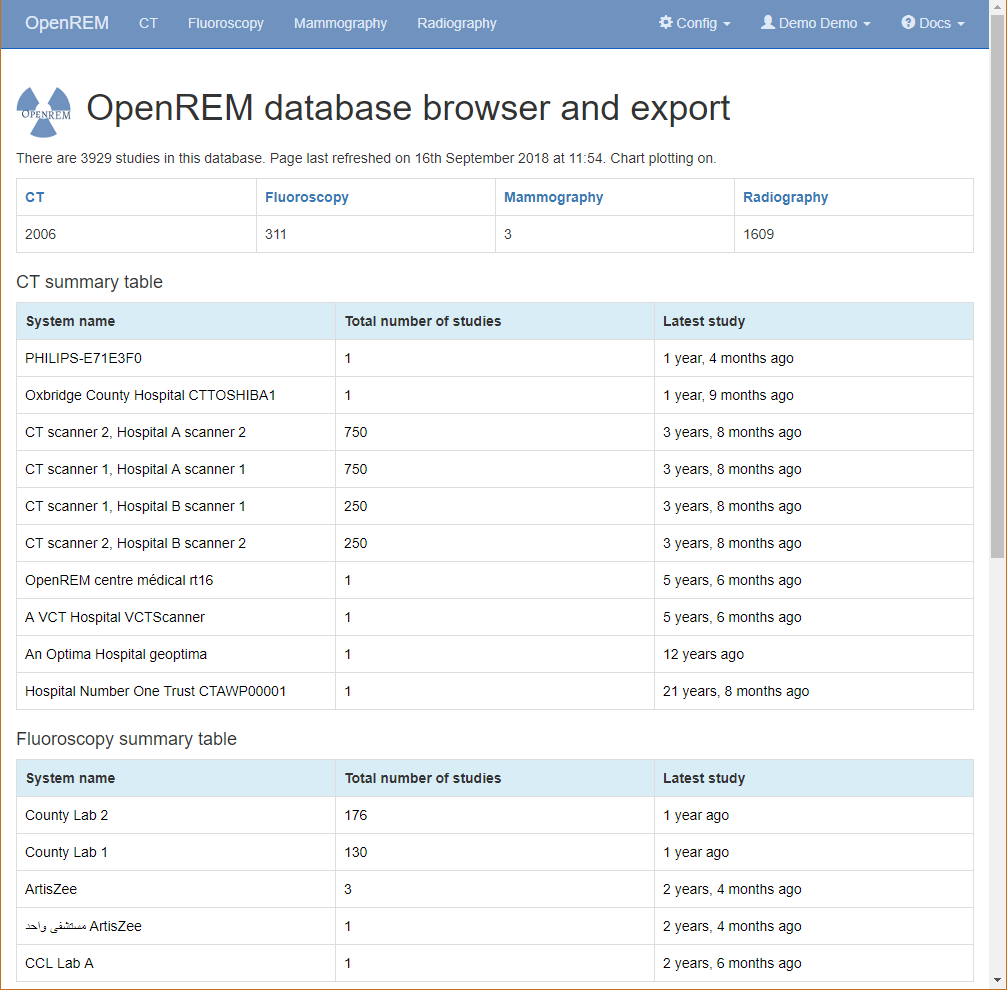 OpenREM CT Fluoroscopy Mammography Radiography Config Demo Demo Docs
OPENREM
OpenREM database browser and export
There are 3929 studies in this database. Page last refreshed on 16th September 2018 at 11:54. Chart plotting on.
CT Fluoroscopy Mammography Radiography
2006 311 3 1609
CT summary table
System name Total number of studies Latest study
PHILIPS-E71E3F0 1 1 year, 4 months ago
Oxbridge County Hospital CTTOSHIBA1 1 1 year, 9 months ago
CT scanner 2, Hospital A scanner 2 750 3 years, 8 months ago
CT scanner 1, Hospital A scanner 1 750 3 years, 8 months ago
CT scanner 1, Hospital B scanner 1 250 3 years, 8 months ago
CT scanner 2, Hospital B scanner 2 250 3 years, 8 months ago
OpenREM centre médical rt16 1 5 years, 6 months ago
A VCT Hospital VCTScanner 1 5 years, 6 months ago
An Optima Hospital geoptima 1 12 years ago
Hospital Number One Trust CTAWP00001 1 21 years, 8 months ago
Fluoroscopy summary table
System name Total number of studies Latest study
County Lab 2 176 1 year ago
County Lab 1 130 1 year ago
ArtisZee 3 2 years, 4 months ago
مستشفى واحد ArtisZee 1 2 years, 4 months ago
CCL Lab A 1 2 years, 6 months ago